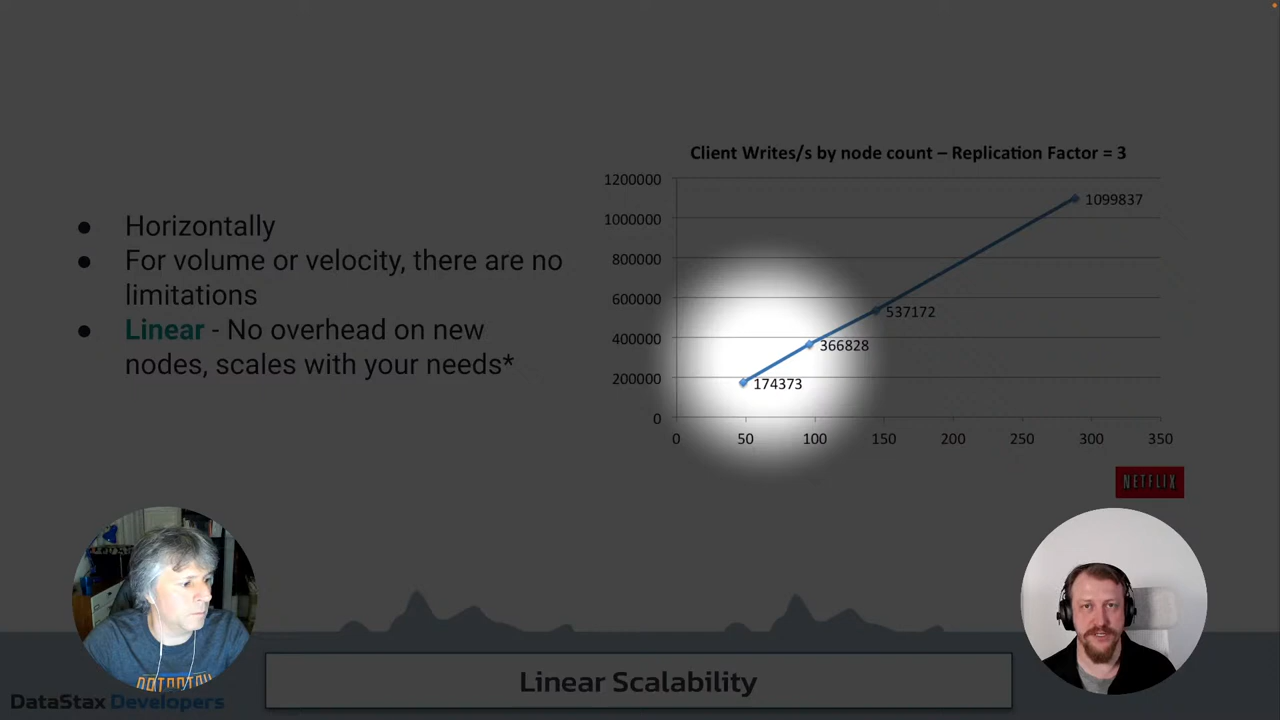 Client Writes/s by node count – Replication Factor = 3
● Horizontally
● For volume or velocity, there are no
limitations
● Linear - No overhead on new
nodes, scales with your needs*
1200000
1000000
800000
600000
400000
200000
0
1099837
537172
366828
174373
0 50 100 150 200 250 300 350
NETFLIX
Linear Scalability
DataStax Developers